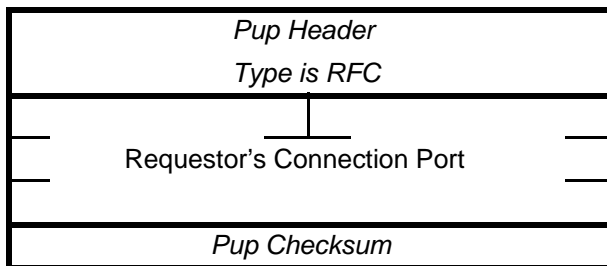 Pup Header
Type is RFC
Requestor's Connection Port
Pup Checksum